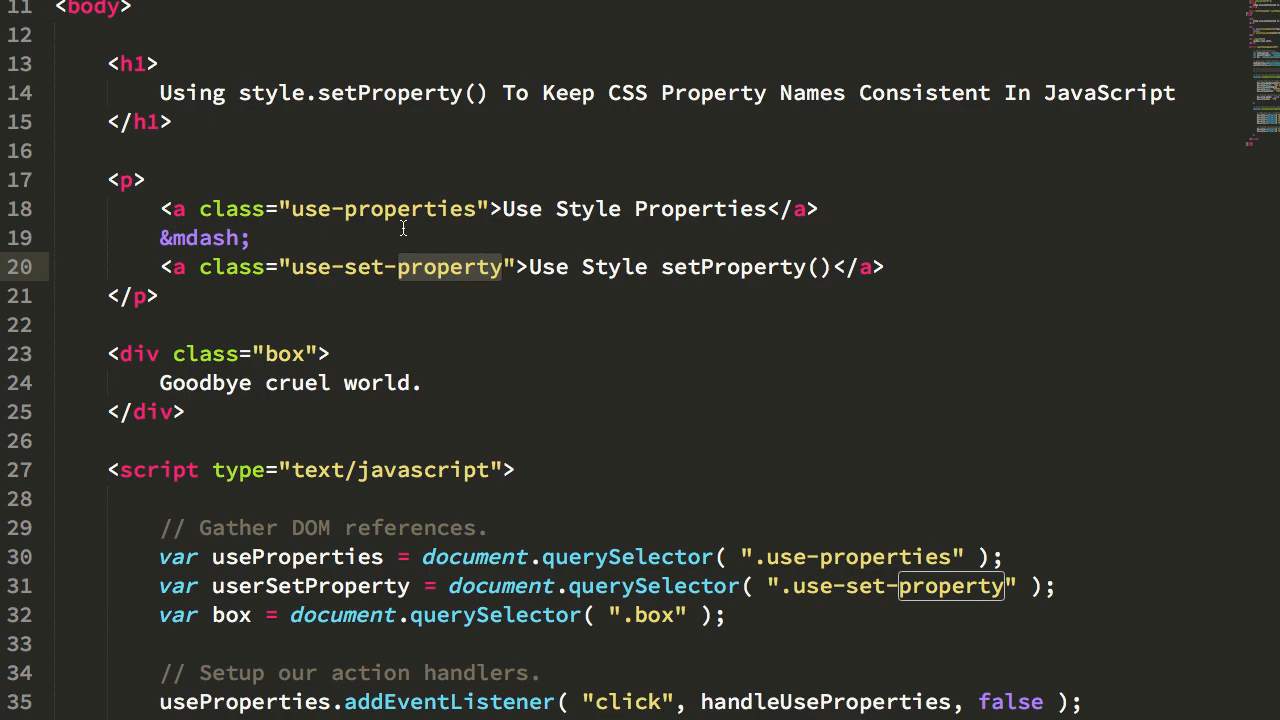 11 <body>
12
13 <h1>
14 Using style.setProperty() To Keep CSS Property Names Consistent In JavaScript
15 </h1>
16
17 <p>
18 <a class="use-properties">Use Style Properties</a>
19 &mdash;
20 <a class="use-set-property">Use Style setProperty()</a>
21 </p>
22
23 <div class="box">
24 Goodbye cruel world.
25 </div>
26
27 <script type="text/javascript">
28
29 // Gather DOM references.
30 var useProperties = document.querySelector( ".use-properties" );
31 var userSetProperty = document.querySelector( ".use-set-property" );
32 var box = document.querySelector( ".box" );
33
34 // Setup our action handlers.
35 useProperties.addEventListener( "click", handleUseProperties, false );